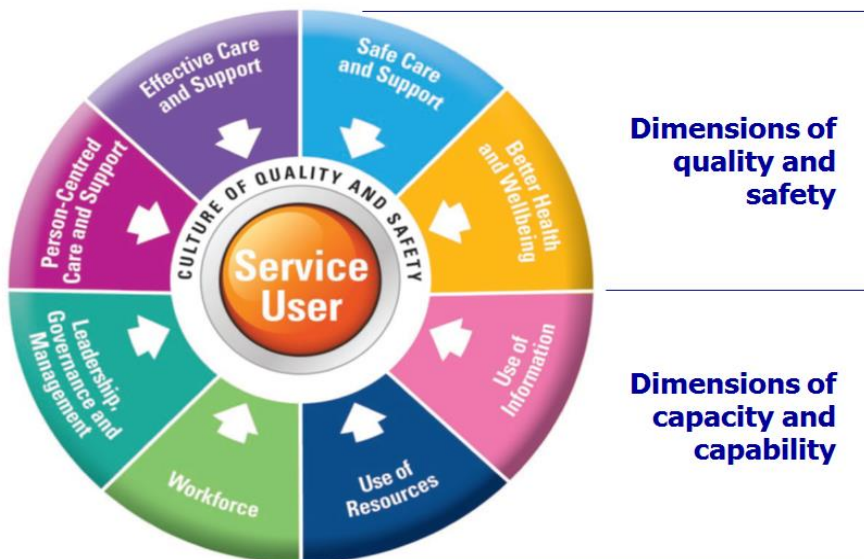 Effective Care
and Support
Safe Care
and Support
Better Health
and Wellbeing
Person-Centred
Care and Support
CULTURE OF QUALITY AND SAFETY
Service
User
Leadership,
Governance and
Management
Workforce
Use of
Resources
Use of
Information
Dimensions of
quality and
safety
Dimensions of
capacity and
capability